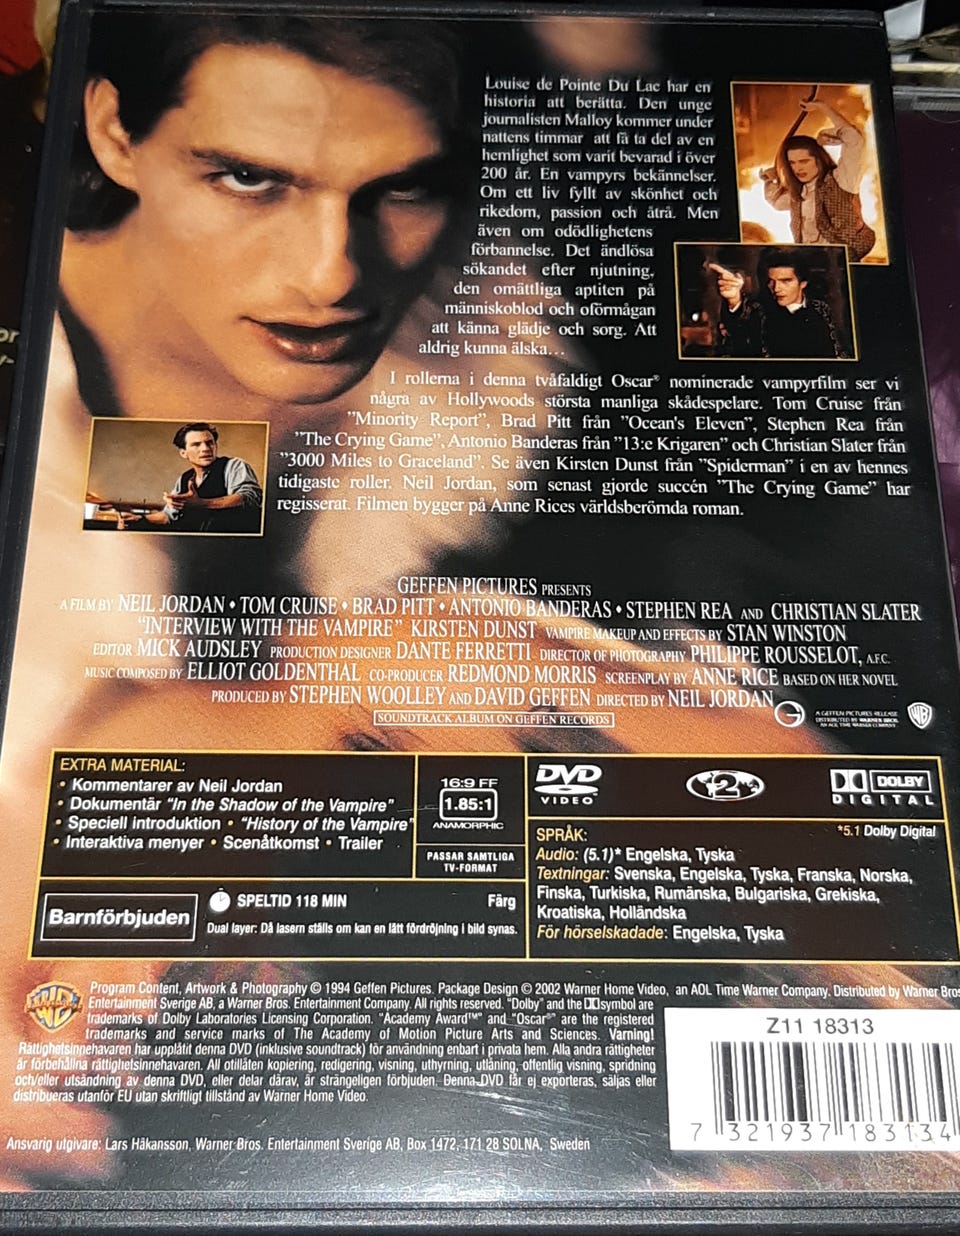 Louise de Pointe Du Lac har en
historia att berätta. Den unge
journalisten Malloy kommer under
nattens timmar att få ta del av en
hemlighet som varit bevarad i över
200 år. En vampyrs bekännelser.
Om ett liv fyllt av skönhet och
rikedom, passion och åtrå. Men
även om odödlighetens
förbannelse. Det ändlösa
sökandet efter njutning,
den omättliga aptiten på
människoblod och oförmågan
att känna glädje och sorg. Att
aldrig kunna älska...
I rollerna i denna tvåfaldigt Oscar® nominerade vampyrfilm ser vi
några av Hollywoods största manliga skådespelare. Tom Cruise från
"Minority Report", Brad Pitt från "Ocean's Eleven", Stephen Rea från
"The Crying Game", Antonio Banderas från "13:e Krigaren" och Christian Slater från
"3000 Miles to Graceland". Se även Kirsten Dunst från "Spiderman" i en av hennes
tidigaste roller. Neil Jordan, som senast gjorde succén "The Crying Game" har
regisserat. Filmen bygger på Anne Rices världsberömda roman.
GEFFEN PICTURES PRESENTS
A FILM BY NEIL JORDAN • TOM CRUISE • BRAD PITT • ANTONIO BANDERAS • STEPHEN REA AND CHRISTIAN SLATER
"INTERVIEW WITH THE VAMPIRE" KIRSTEN DUNST VAMPIRE MAKEUP AND EFFECTS BY STAN WINSTON
EDITOR MICK AUDSLEY PRODUCTION DESIGNER DANTE FERRETTI DIRECTOR OF PHOTOGRAPHY PHILIPPE ROUSSELOT, A.F.C.
MUSIC COMPOSED BY ELLIOT GOLDENTHAL CO-PRODUCER REDMOND MORRIS SCREENPLAY BY ANNE RICE BASED ON HER NOVEL
PRODUCED BY STEPHEN WOOLLEY AND DAVID GEFFEN DIRECTED BY NEIL JORDAN
SOUNDTRACK ALBUM ON GEFFEN RECORDS
A GEFFEN PICTURES RELEASE
DISTRIBUTED BY WARNER BROS.
AN AOL TIME WARNER COMPANY
WB
EXTRA MATERIAL:
• Kommentarer av Neil Jordan
• Dokumentär "In the Shadow of the Vampire"
• Speciell introduktion • "History of the Vampire"
• Interaktiva menyer • Scenåtkomst • Trailer
16:9 FF
1.85:1
ANAMORPHIC
PASSAR SAMTLIGA
TV-FORMAT
DVD
VIDEO™
2
DOLBY
DIGITAL
SPRÅK:
*5.1 Dolby Digital
Audio: (5.1)* Engelska, Tyska
Textningar: Svenska, Engelska, Tyska, Franska, Norska,
Finska, Turkiska, Rumänska, Bulgariska, Grekiska,
Kroatiska, Holländska
För hörselskadade: Engelska, Tyska
Barnförbjuden
SPELTID 118 MIN
Färg
Dual layer: Då lasern ställs om kan en lätt fördröjning i bild synas.
WB
Program Content, Artwork & Photography © 1994 Geffen Pictures. Package Design © 2002 Warner Home Video, an AOL Time Warner Company. Distributed by Warner Bros
Entertainment Sverige AB, a Warner Bros. Entertainment Company. All rights reserved. "Dolby" and the symbol are
trademarks of Dolby Laboratories Licensing Corporation. "Academy Award™" and "Oscar®" are the registered
trademarks and service marks of The Academy of Motion Picture Arts and Sciences. Varning!
Rättighetsinnehavaren har upplåtit denna DVD (inklusive soundtrack) för användning enbart i privata hem. Alla andra rättigheter
är förbehållna rättighetsinnehavaren. All otillåten kopiering, redigering, visning, uthyrning, utlåning, offentlig visning, spridning
och/eller utsändning av denna DVD, eller delar därav, är strängeligen förbjuden. Denna DVD får ej exporteras, säljas eller
distribueras utanför EU utan skriftligt tillstånd av Warner Home Video.
Ansvarig utgivare: Lars Håkansson, Warner Bros. Entertainment Sverige AB, Box 1472, 171 28 SOLNA, Sweden
Z11 18313
7 321937 183134